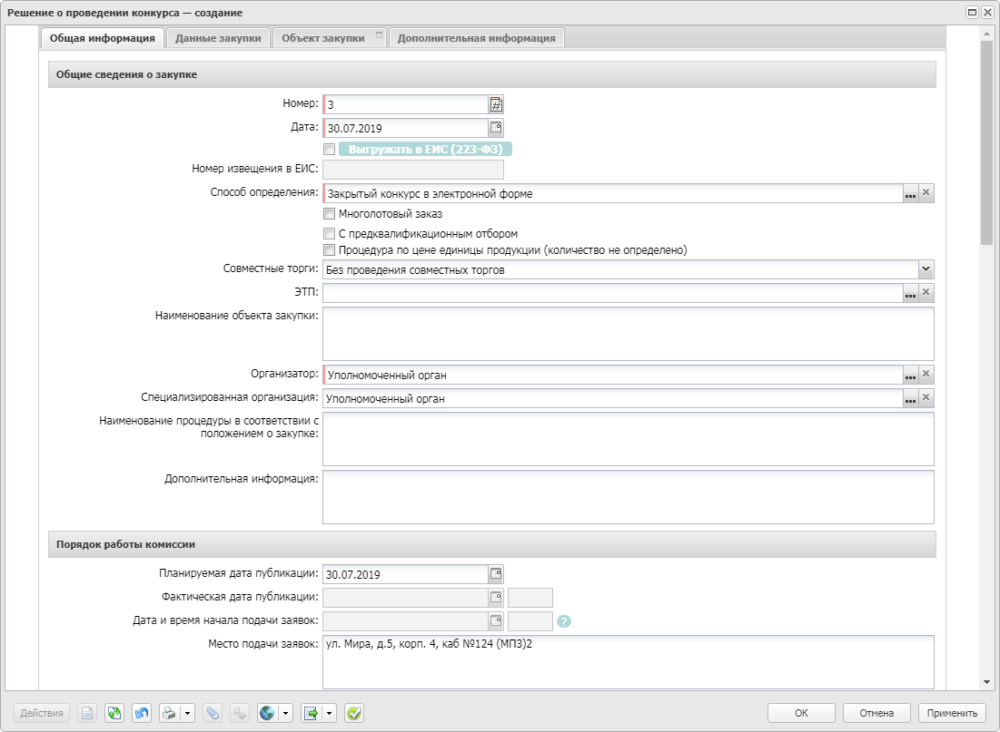 Решение о проведении конкурса — создание
Общая информация
Данные закупки
Объект закупки
Дополнительная информация
Общие сведения о закупке
Номер: 3
Дата: 30.07.2019
Выгружать в ЕИС (223-ФЗ)
Номер извещения в ЕИС:
Способ определения: Закрытый конкурс в электронной форме
Многолотовый заказ
С предквалификационным отбором
Процедура по цене единицы продукции (количество не определено)
Совместные торги: Без проведения совместных торгов
ЭТП:
Наименование объекта закупки:
Организатор: Уполномоченный орган
Специализированная организация: Уполномоченный орган
Наименование процедуры в соответствии с
положением о закупке:
Дополнительная информация:
Порядок работы комиссии
Планируемая дата публикации: 30.07.2019
Фактическая дата публикации:
Дата и время начала подачи заявок: ?
Место подачи заявок: ул. Мира, д.5, корп. 4, каб №124 (МПЗ)2
Действия
ОК
Отмена
Применить